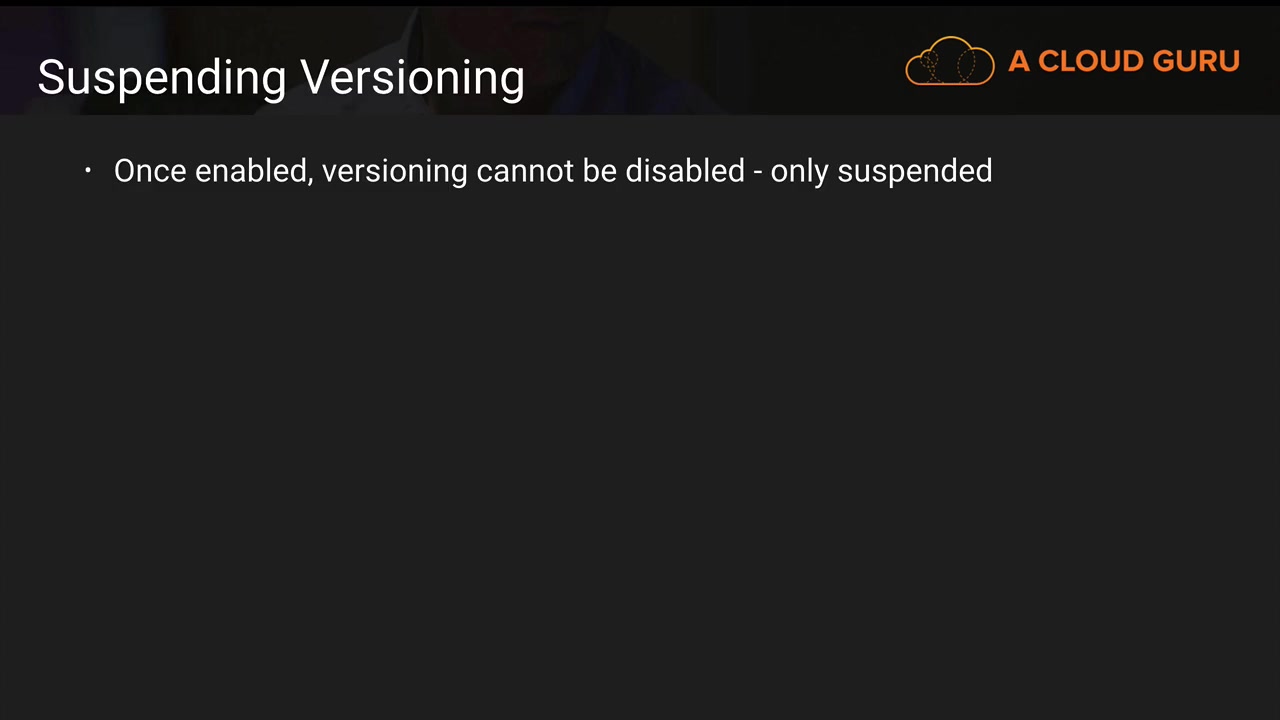 Suspending Versioning
A CLOUD GURU
• Once enabled, versioning cannot be disabled - only suspended